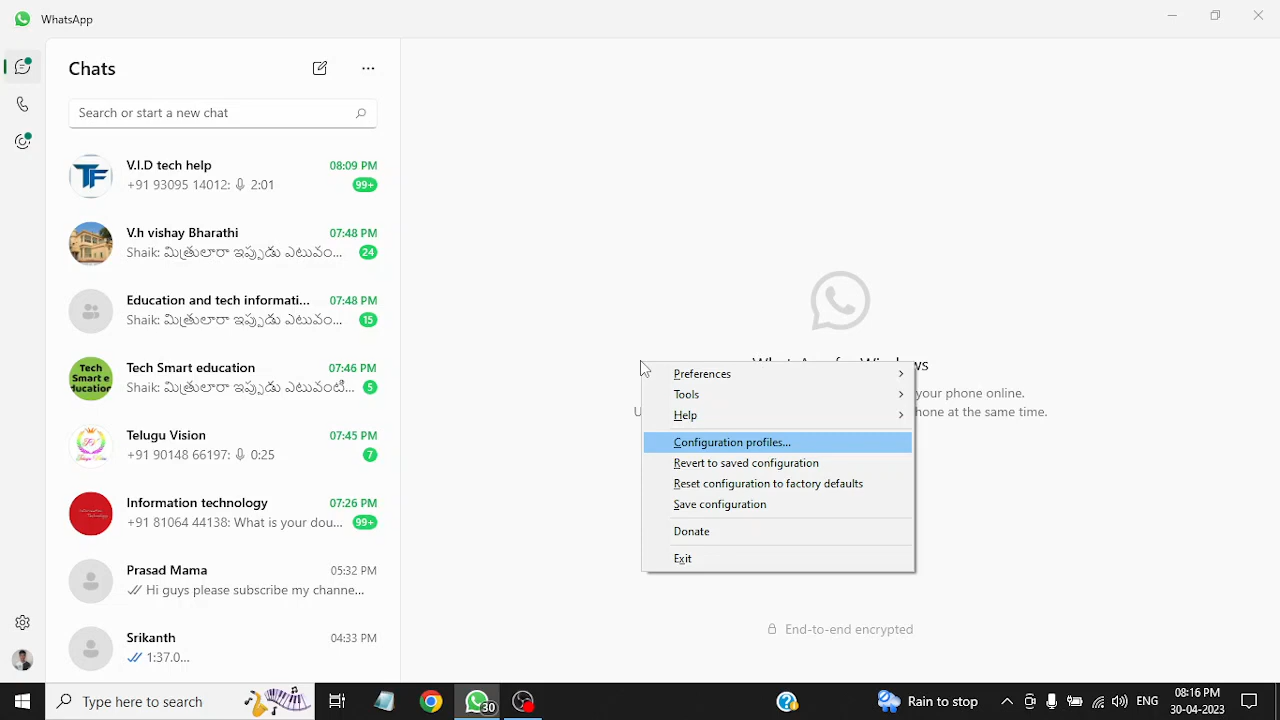 WhatsApp
Chats
Search or start a new chat
V.I.D tech help 08:09 PM
+91 93095 14012: 2:01 99+
V.h vishay Bharathi 07:48 PM
Shaik: మిత్రులారా ఇప్పుడు ఎటువం... 24
Education and tech informati... 07:48 PM
Shaik: మిత్రులారా ఇప్పుడు ఎటువం... 15
Tech Smart education 07:46 PM
Shaik: మిత్రులారా ఇప్పుడు ఎటువంటి... 5
Telugu Vision 07:45 PM
+91 90148 66197: 0:25 7
Information technology 07:26 PM
+91 81064 44138: What is your dou... 99+
Prasad Mama 05:32 PM
Hi guys please subscribe my channe...
Srikanth 04:33 PM
1:37.0...
TF
Tech
Smart e
ducation
Preferences
Tools
Help
Configuration profiles...
Revert to saved configuration
Reset configuration to factory defaults
Save configuration
Donate
Exit
your phone online.
hone at the same time.
End-to-end encrypted
Type here to search
30
Rain to stop
ENG
08:16 PM
30-04-2023